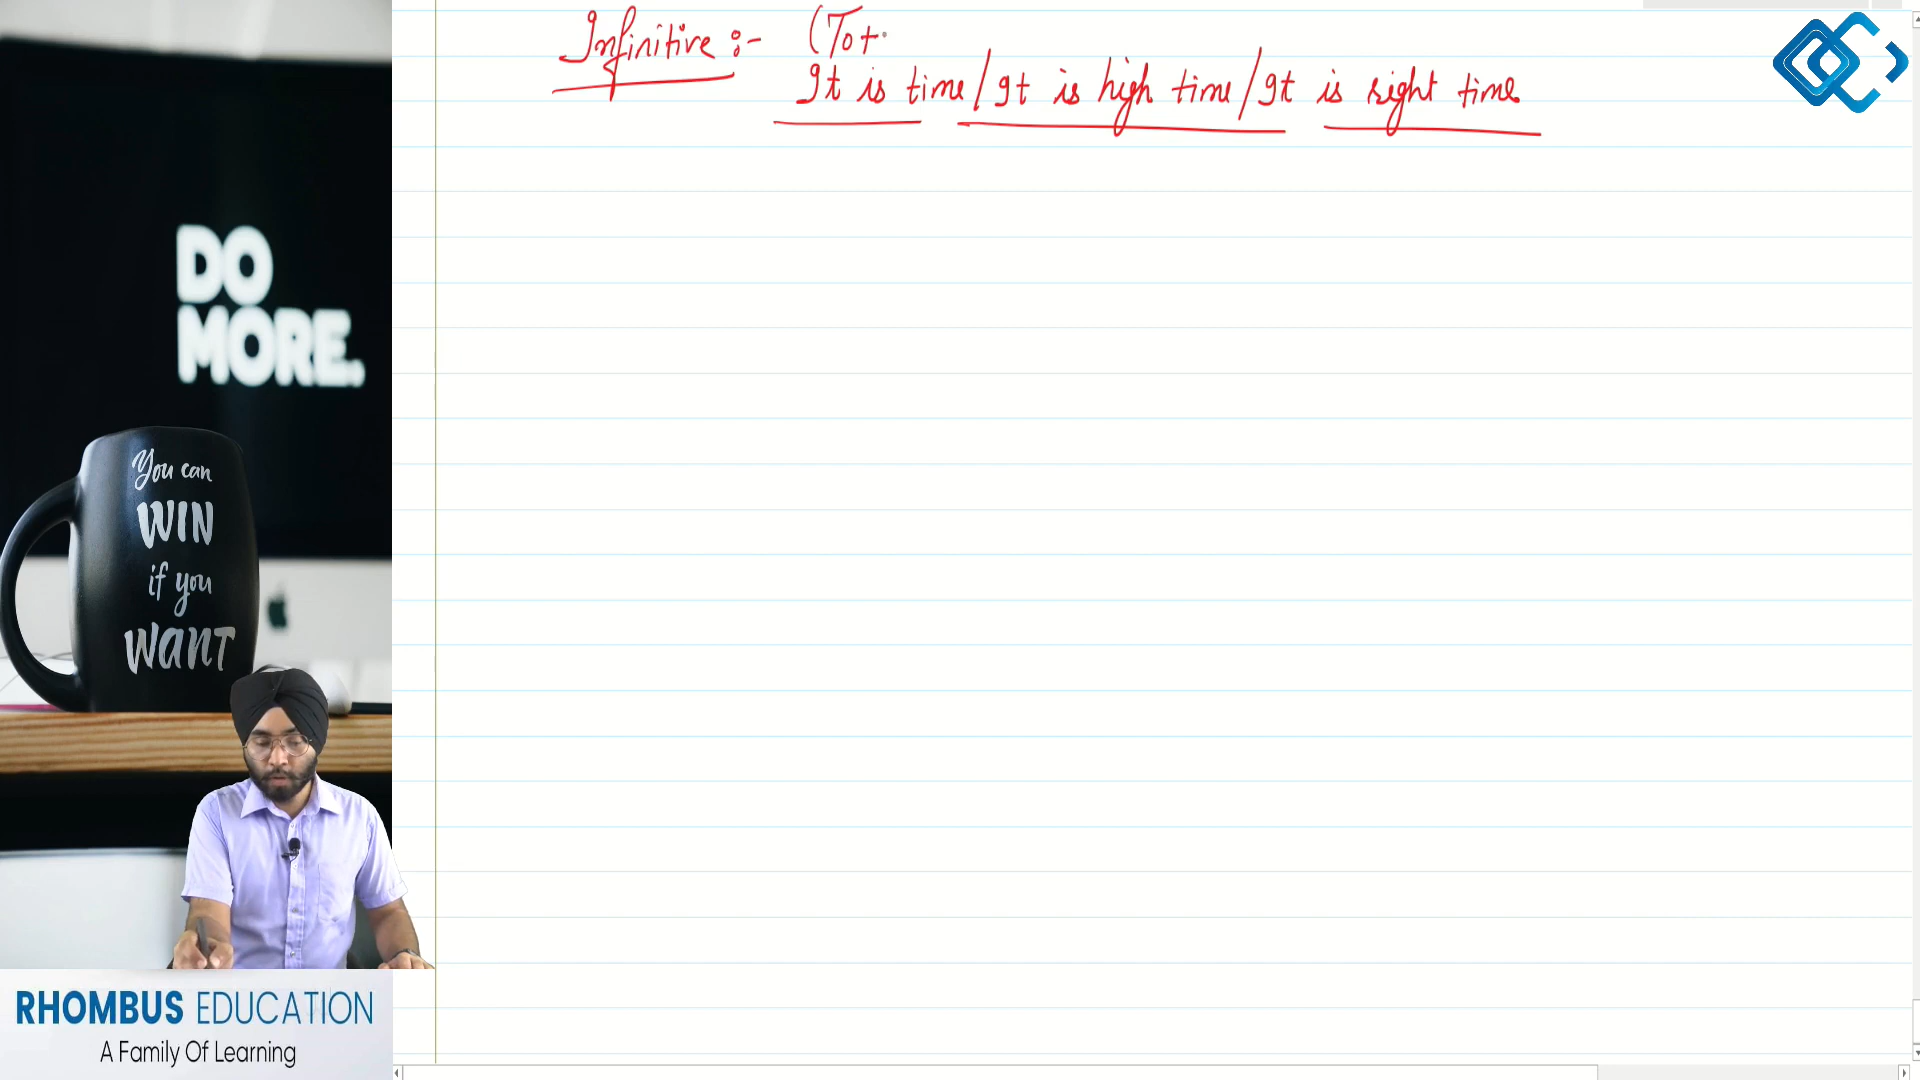 Infinitive :- (To+
It is time/It is high time/It is right time
DO
MORE.
You can
WIN
if you
WANT
RHOMBUS EDUCATION
A Family Of Learning